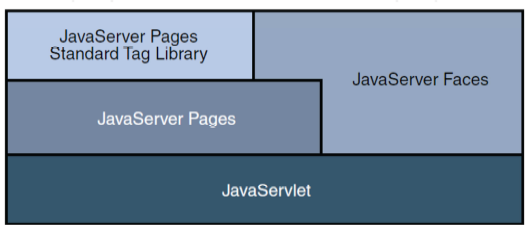 JavaServer Pages
Standard Tag Library
JavaServer Faces
JavaServer Pages
JavaServlet